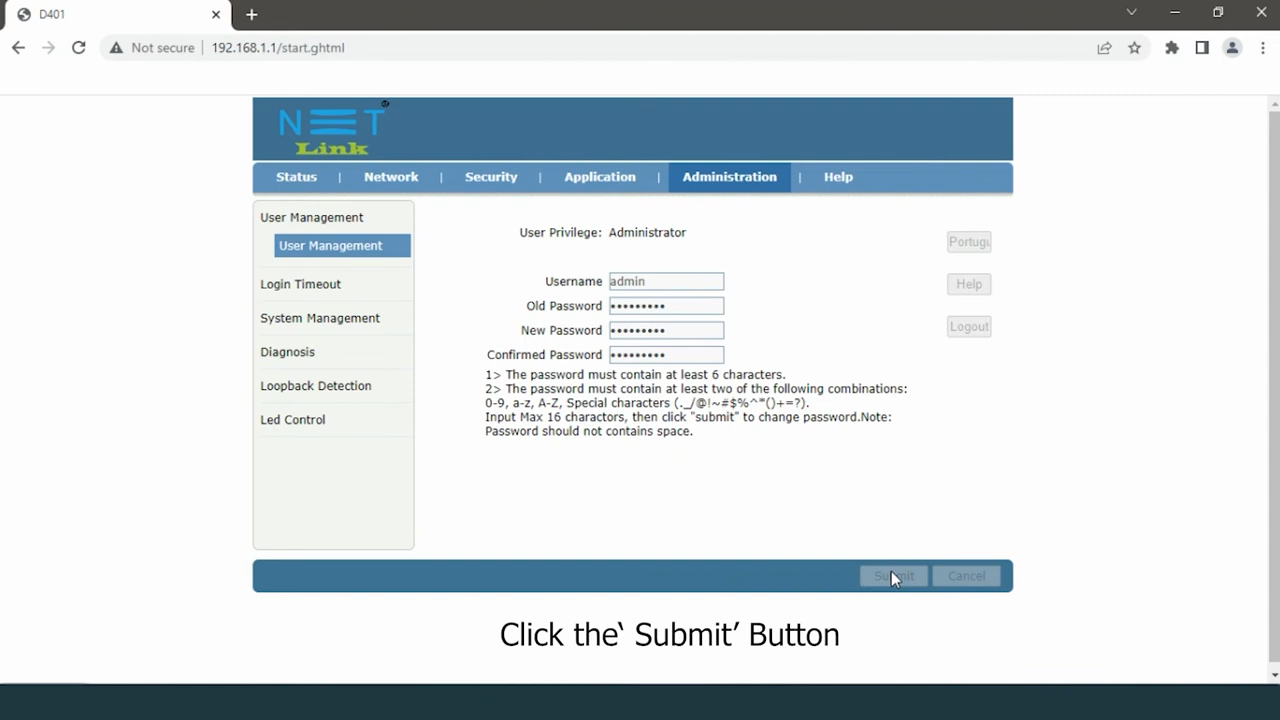 D401
Not secure 192.168.1.1/start.ghtml
NET
Link
Status | Network | Security | Application | Administration | Help
User Management
User Management
Login Timeout
System Management
Diagnosis
Loopback Detection
Led Control
User Privilege: Administrator
Username admin
Old Password •••••••••
New Password •••••••••
Confirmed Password •••••••••
1> The password must contain at least 6 characters.
2> The password must contain at least two of the following combinations:
0-9, a-z, A-Z, Special characters (._/@!~#$%^*()+=?).
Input Max 16 charactors, then click "submit" to change password.Note:
Password should not contains space.
Portugu
Help
Logout
Submit Cancel
Click the‘ Submit’ Button